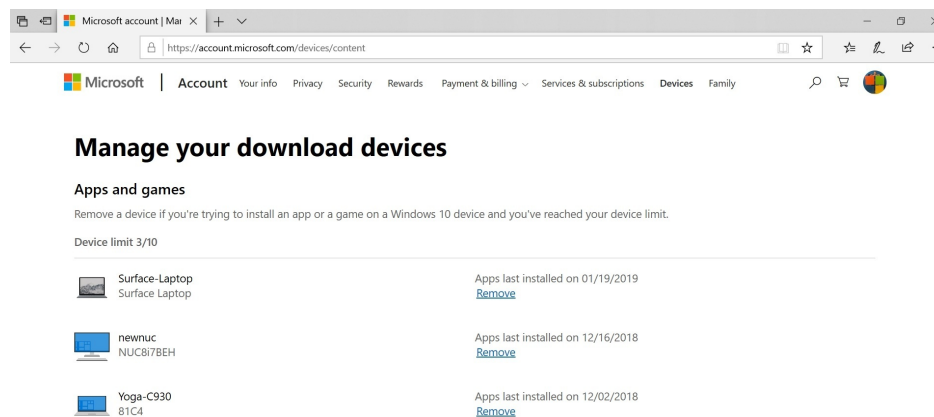 Microsoft account | Mar
https://account.microsoft.com/devices/content
Microsoft | Account Your info Privacy Security Rewards Payment & billing Services & subscriptions Devices Family
Manage your download devices
Apps and games
Remove a device if you're trying to install an app or a game on a Windows 10 device and you've reached your device limit.
Device limit 3/10
Surface-Laptop Apps last installed on 01/19/2019
Surface Laptop Remove
newnuc Apps last installed on 12/16/2018
NUC8i7BEH Remove
Yoga-C930 Apps last installed on 12/02/2018
81C4 Remove